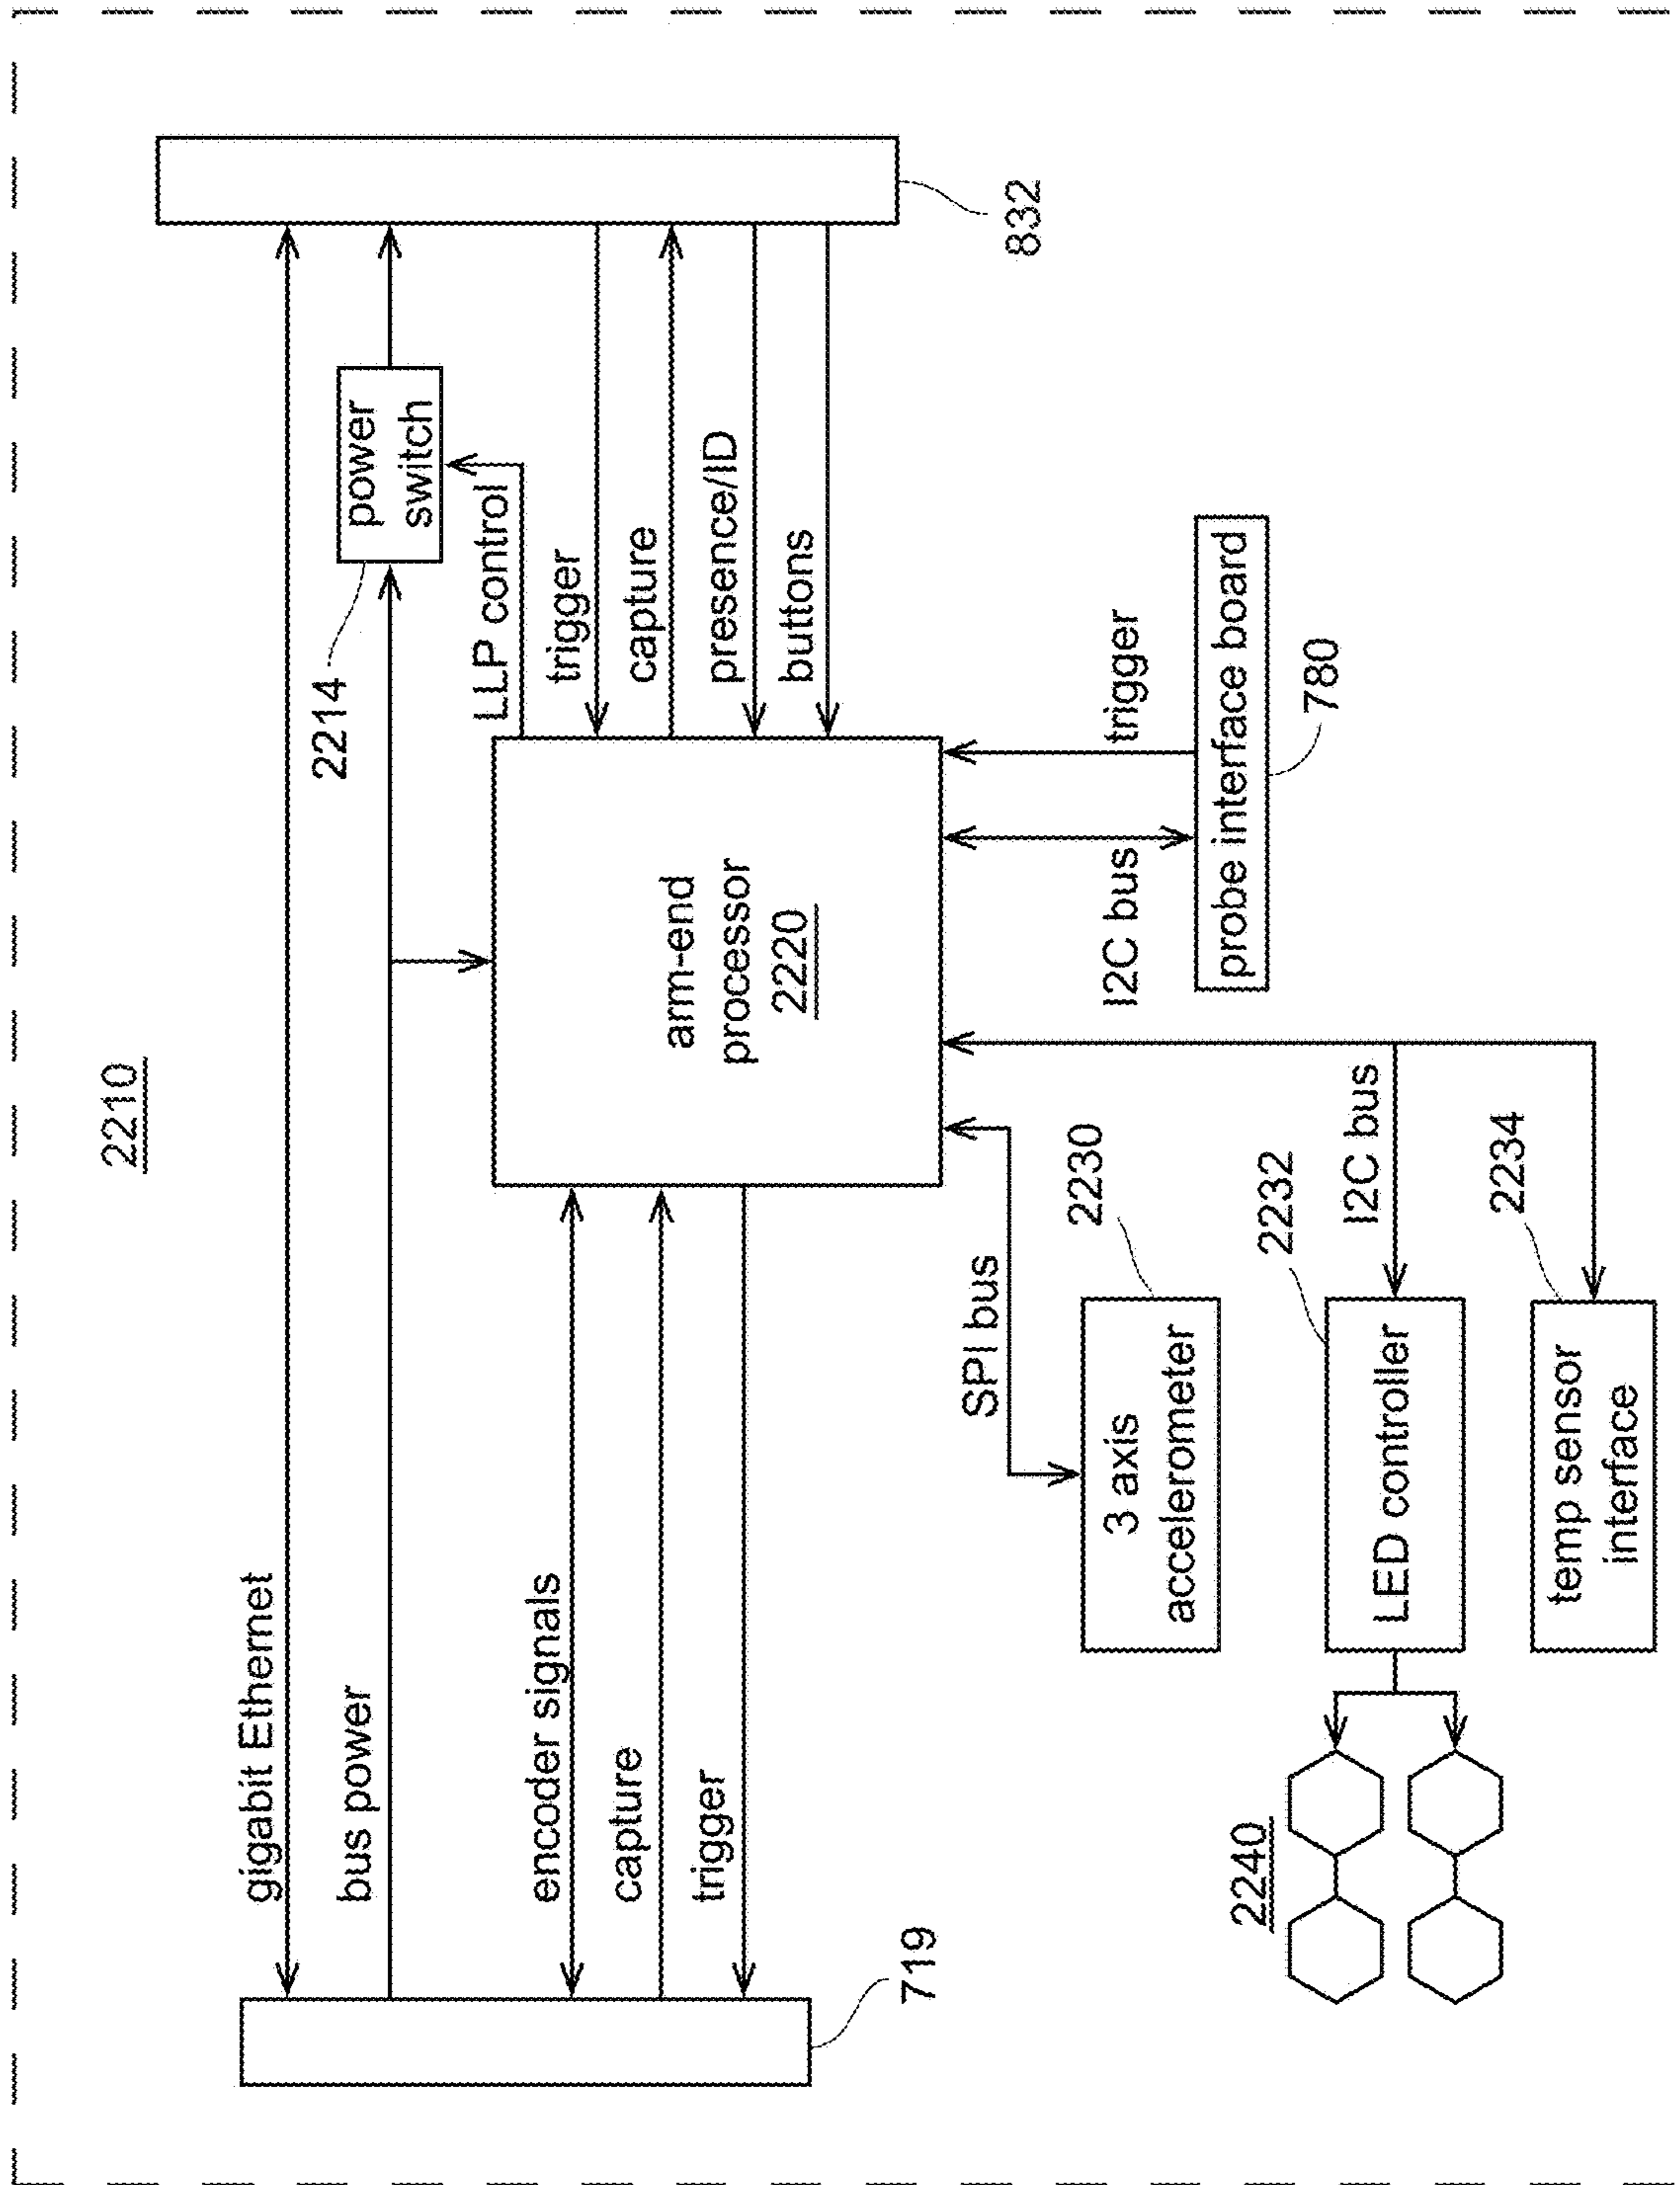 2210
gigabit Ethernet
bus power
2214
power
switch
LLP control
encoder signals
capture
trigger
arm-end
processor
2220
trigger
capture
presence/ID
buttons
719
832
SPI bus
2230
3 axis
accelerometer
I2C bus
trigger
probe interface board
780
2240
2232
LED controller
I2C bus
2234
temp sensor
interface